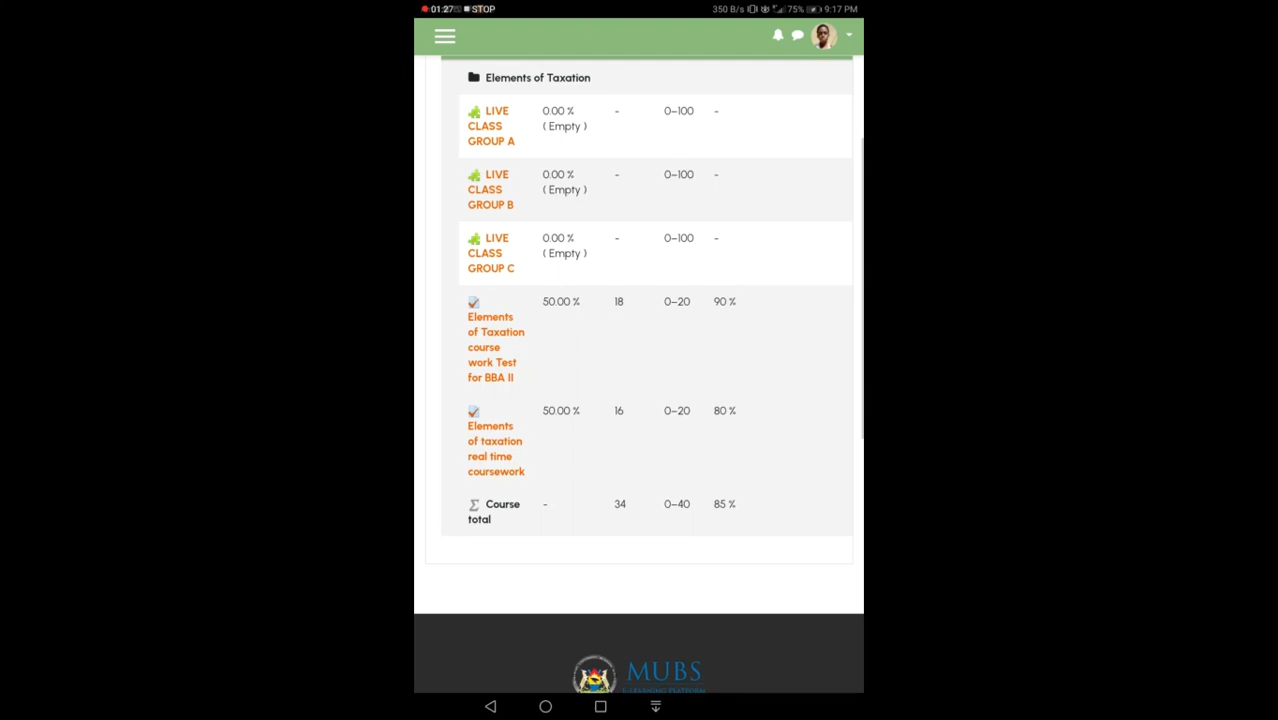 01:27 STOP 350 B/s 75% 9:17 PM
Elements of Taxation
LIVE CLASS GROUP A 0.00 % ( Empty ) - 0–100 -
LIVE CLASS GROUP B 0.00 % ( Empty ) - 0–100 -
LIVE CLASS GROUP C 0.00 % ( Empty ) - 0–100 -
Elements of Taxation course work Test for BBA II 50.00 % 18 0–20 90 %
Elements of taxation real time coursework 50.00 % 16 0–20 80 %
Course total - 34 0–40 85 %
MUBS
E-LEARNING PLATFORM